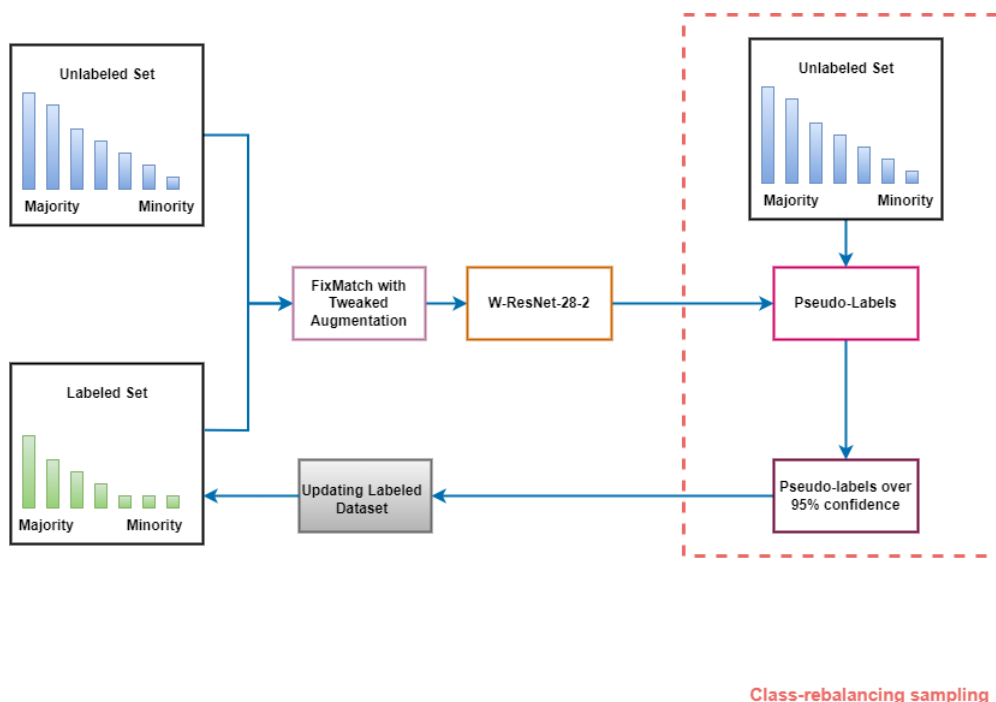 Unlabeled Set
Majority
Minority
Unlabeled Set
Majority
Minority
FixMatch with
Tweaked
Augmentation
W-ResNet-28-2
Pseudo-Labels
Labeled Set
Majority
Minority
Updating Labeled
Dataset
Pseudo-labels over
95% confidence
Class-rebalancing sampling